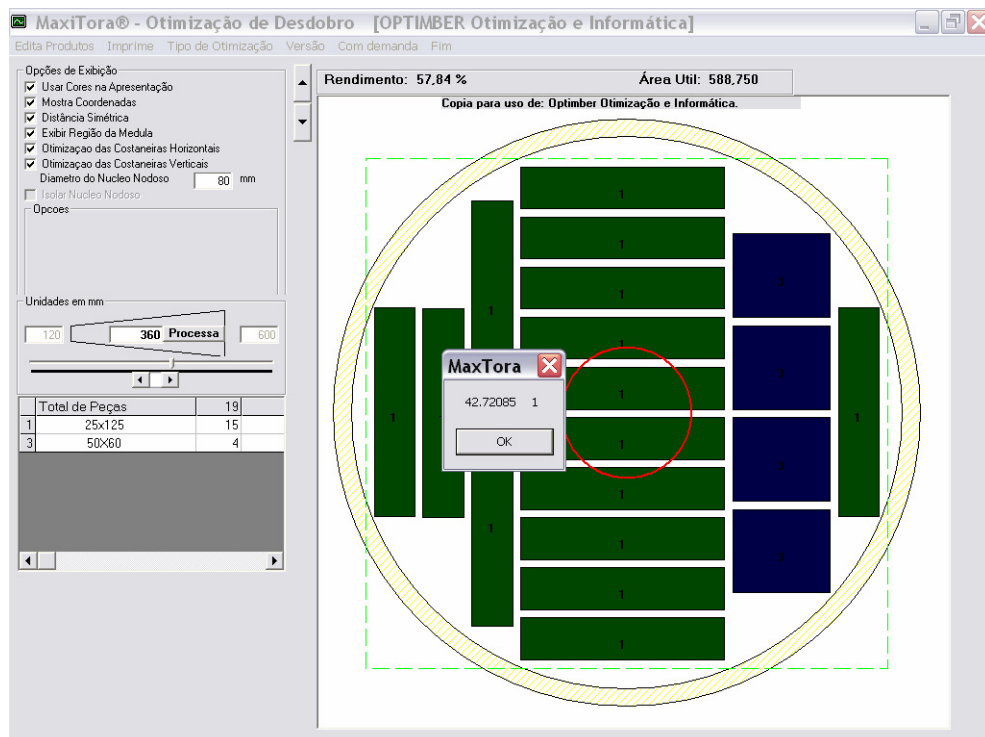 MaxiTora® - Otimização de Desdobro [OPTIMBER Otimização e Informática]
Edita Produtos Imprime Tipo de Otimização Versão Com demanda Fim
Opções de Exibição
Usar Cores na Apresentação
Mostra Coordenadas
Distância Simétrica
Exibir Região da Medula
Otimização das Costaneiras Horizontais
Otimizaçao das Costaneiras Verticais
Diametro do Nucleo Nodoso 80 mm
Isolar Nucleo Nodoso
Opcoes
Unidades em mm
120 360 Processa 600
Total de Peças 19
1 25x125 15
3 50X60 4
Rendimento: 57,84 % Área Util: 588,750
Copia para uso de: Optimber Otimização e Informática.
1
1
1
1
1
1
1
1
1
1
1
1
1
1
3
3
3
3
MaxTora
42.72085 1
OK